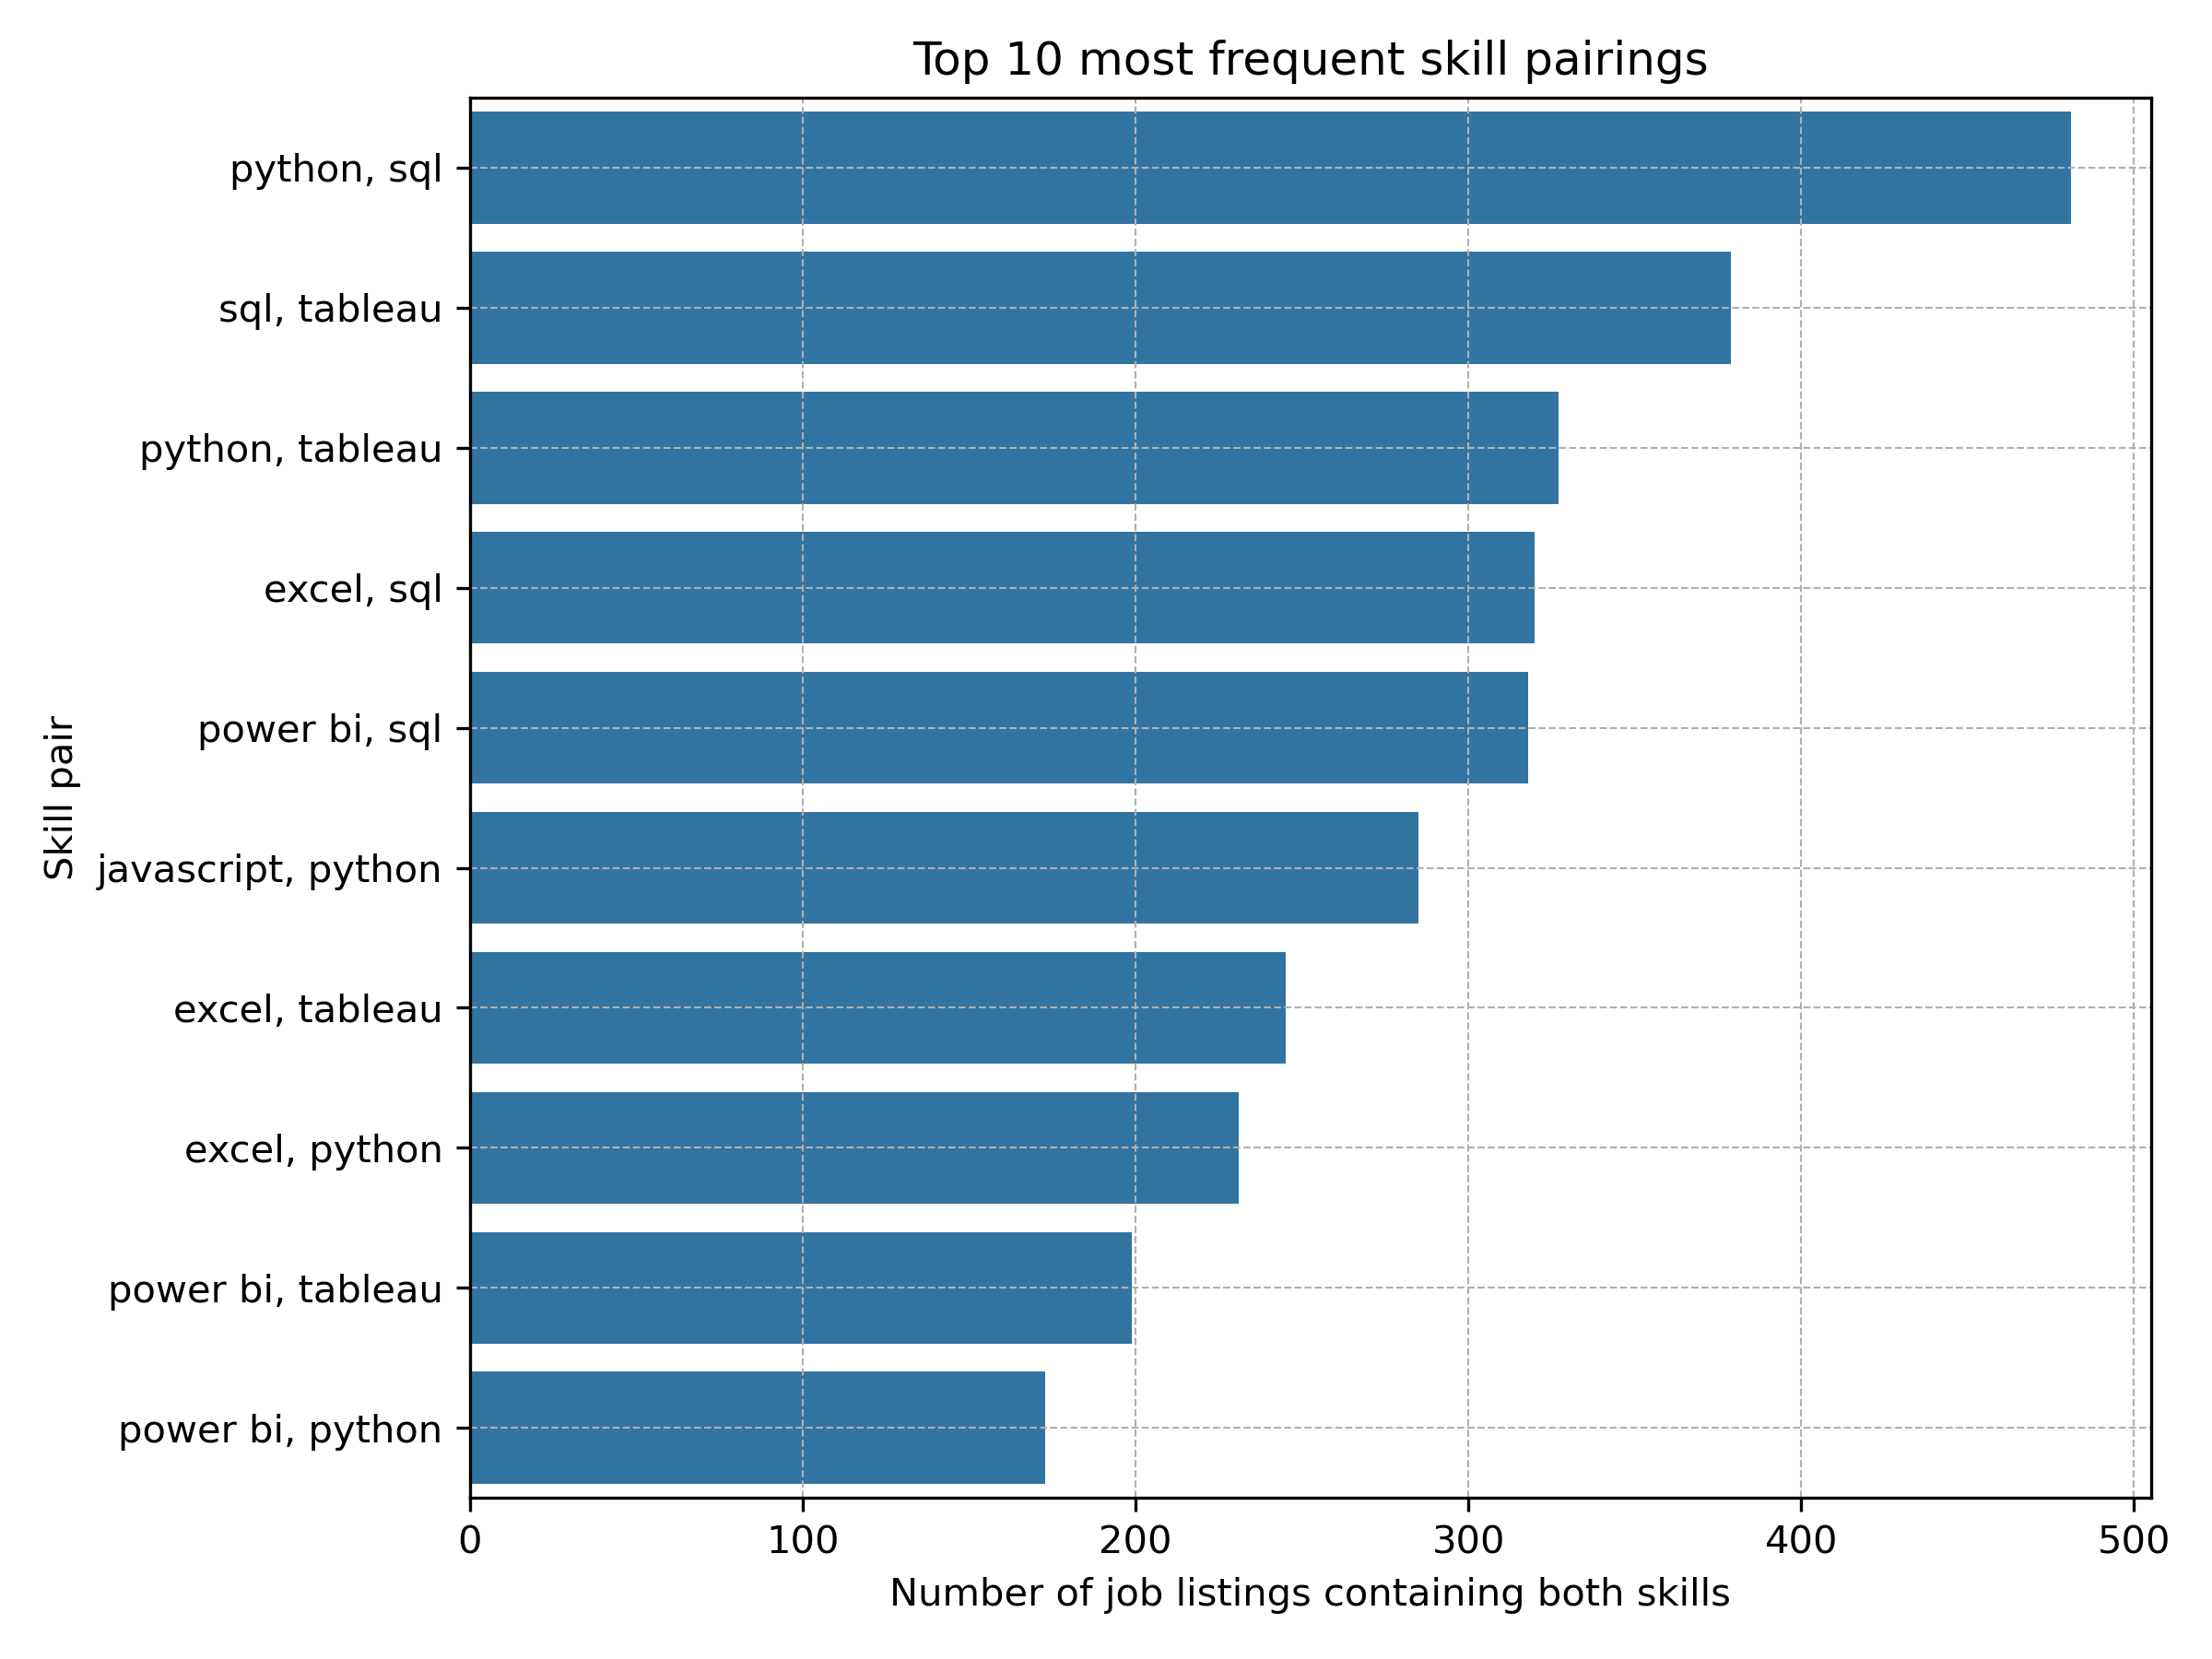 Top 10 most frequent skill pairings
python, sql
sql, tableau
python, tableau
excel, sql
power bi, sql
javascript, python
excel, tableau
excel, python
power bi, tableau
power bi, python
Skill pair
0 100 200 300 400 500
Number of job listings containing both skills